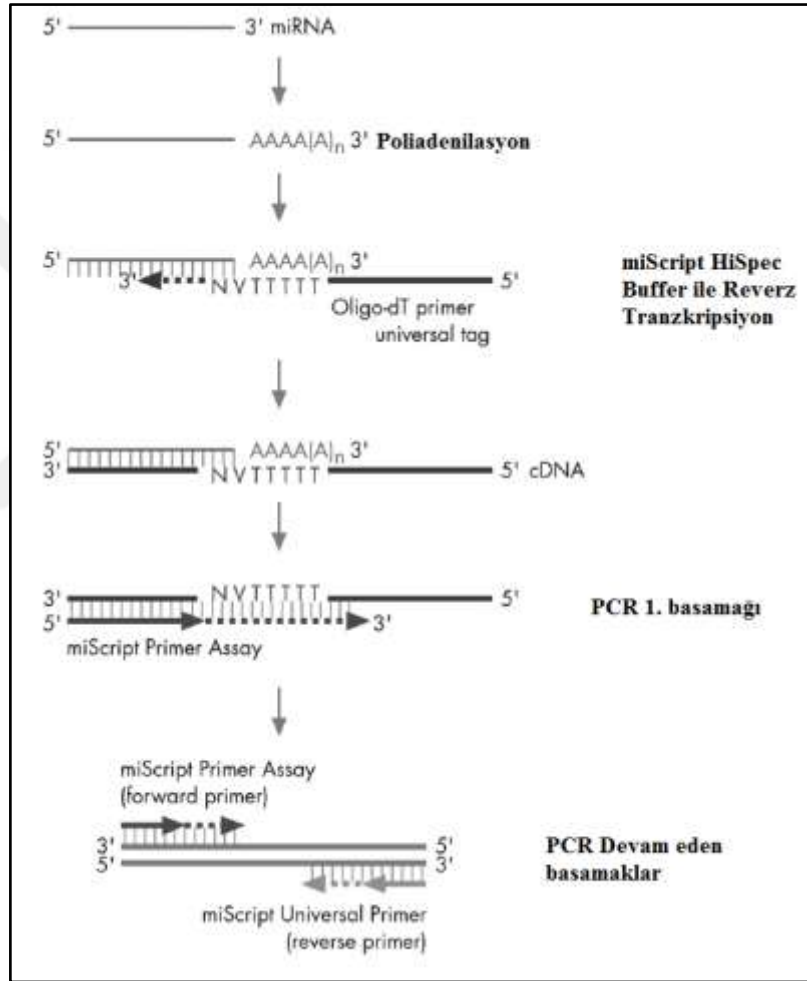 5' 3' miRNA
5' AAAA(A)n 3' Poliadenilasyon
5' AAAA(A)n 3'
3' N V T T T T T 5'
Oligo-dT primer
universal tag
miScript HiSpec
Buffer ile Reverz
Tranzkripsiyon
5' AAAA(A)n 3'
3' N V T T T T T 5' cDNA
3' N V T T T T T 5'
5' 3'
miScript Primer Assay
PCR 1. basamağı
miScript Primer Assay
(forward primer)
3' 5'
5' 3'
miScript Universal Primer
(reverse primer)
PCR Devam eden
basamaklar